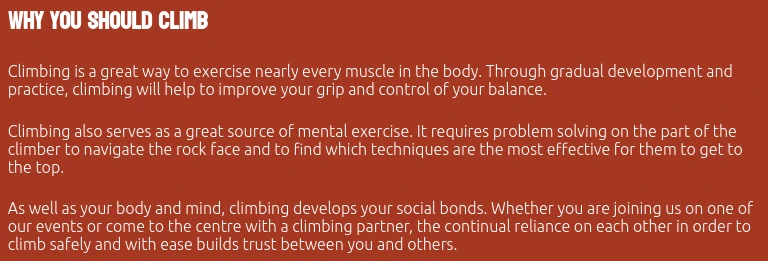 WHY YOU SHOULD CLIMB
Climbing is a great way to exercise nearly every muscle in the body. Through gradual development and
practice, climbing will help to improve your grip and control of your balance.
Climbing also serves as a great source of mental exercise. It requires problem solving on the part of the
climber to navigate the rock face and to find which techniques are the most effective for them to get to
the top.
As well as your body and mind, climbing develops your social bonds. Whether you are joining us on one of
our events or come to the centre with a climbing partner, the continual reliance on each other in order to
climb safely and with ease builds trust between you and others.